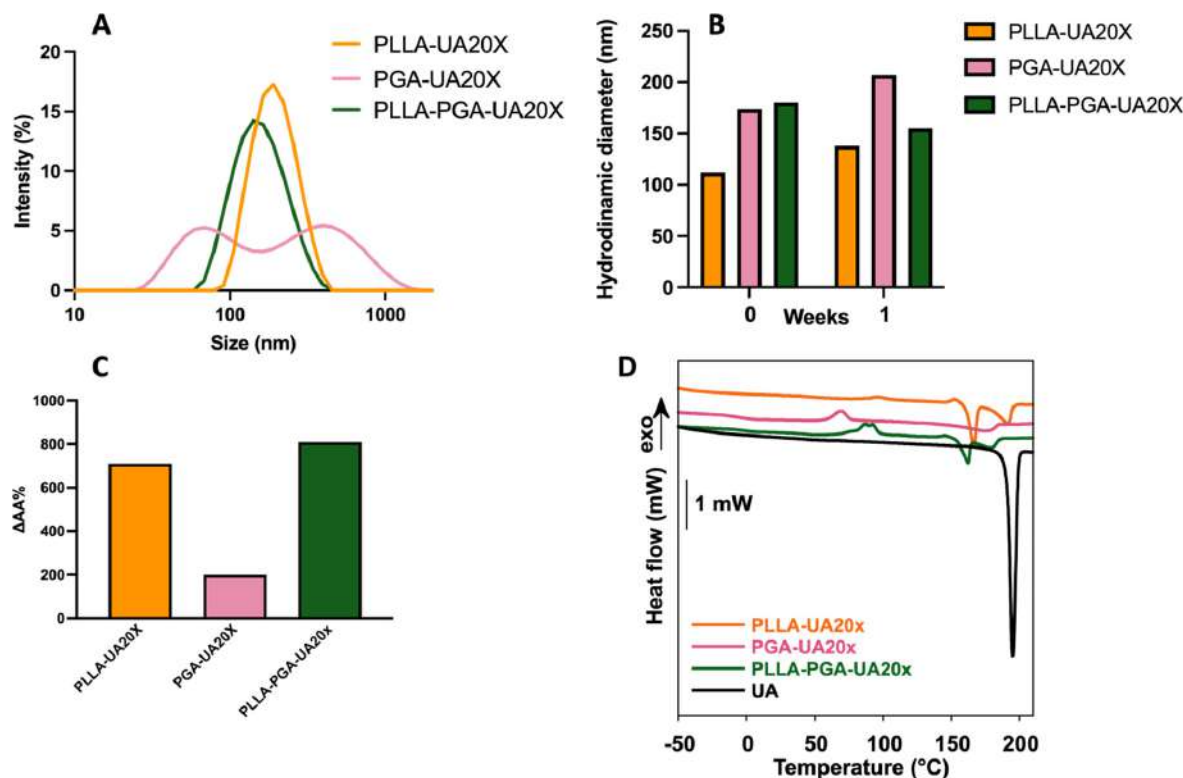 A
PLLA-UA20X
PGA-UA20X
PLLA-PGA-UA20X
20
15
10
5
0
Intensity (%)
10 100 1000
Size (nm)
B
PLLA-UA20X
PGA-UA20X
PLLA-PGA-UA20X
250
200
150
100
50
0
Hydrodinamic diameter (nm)
0 Weeks 1
C
1000
800
600
400
200
0
ΔAA%
PLLA-UA20X
PGA-UA20X
PLLA-PGA-UA20x
D
exo
1 mW
Heat flow (mW)
PLLA-UA20x
PGA-UA20x
PLLA-PGA-UA20x
UA
-50 0 50 100 150 200
Temperature (°C)